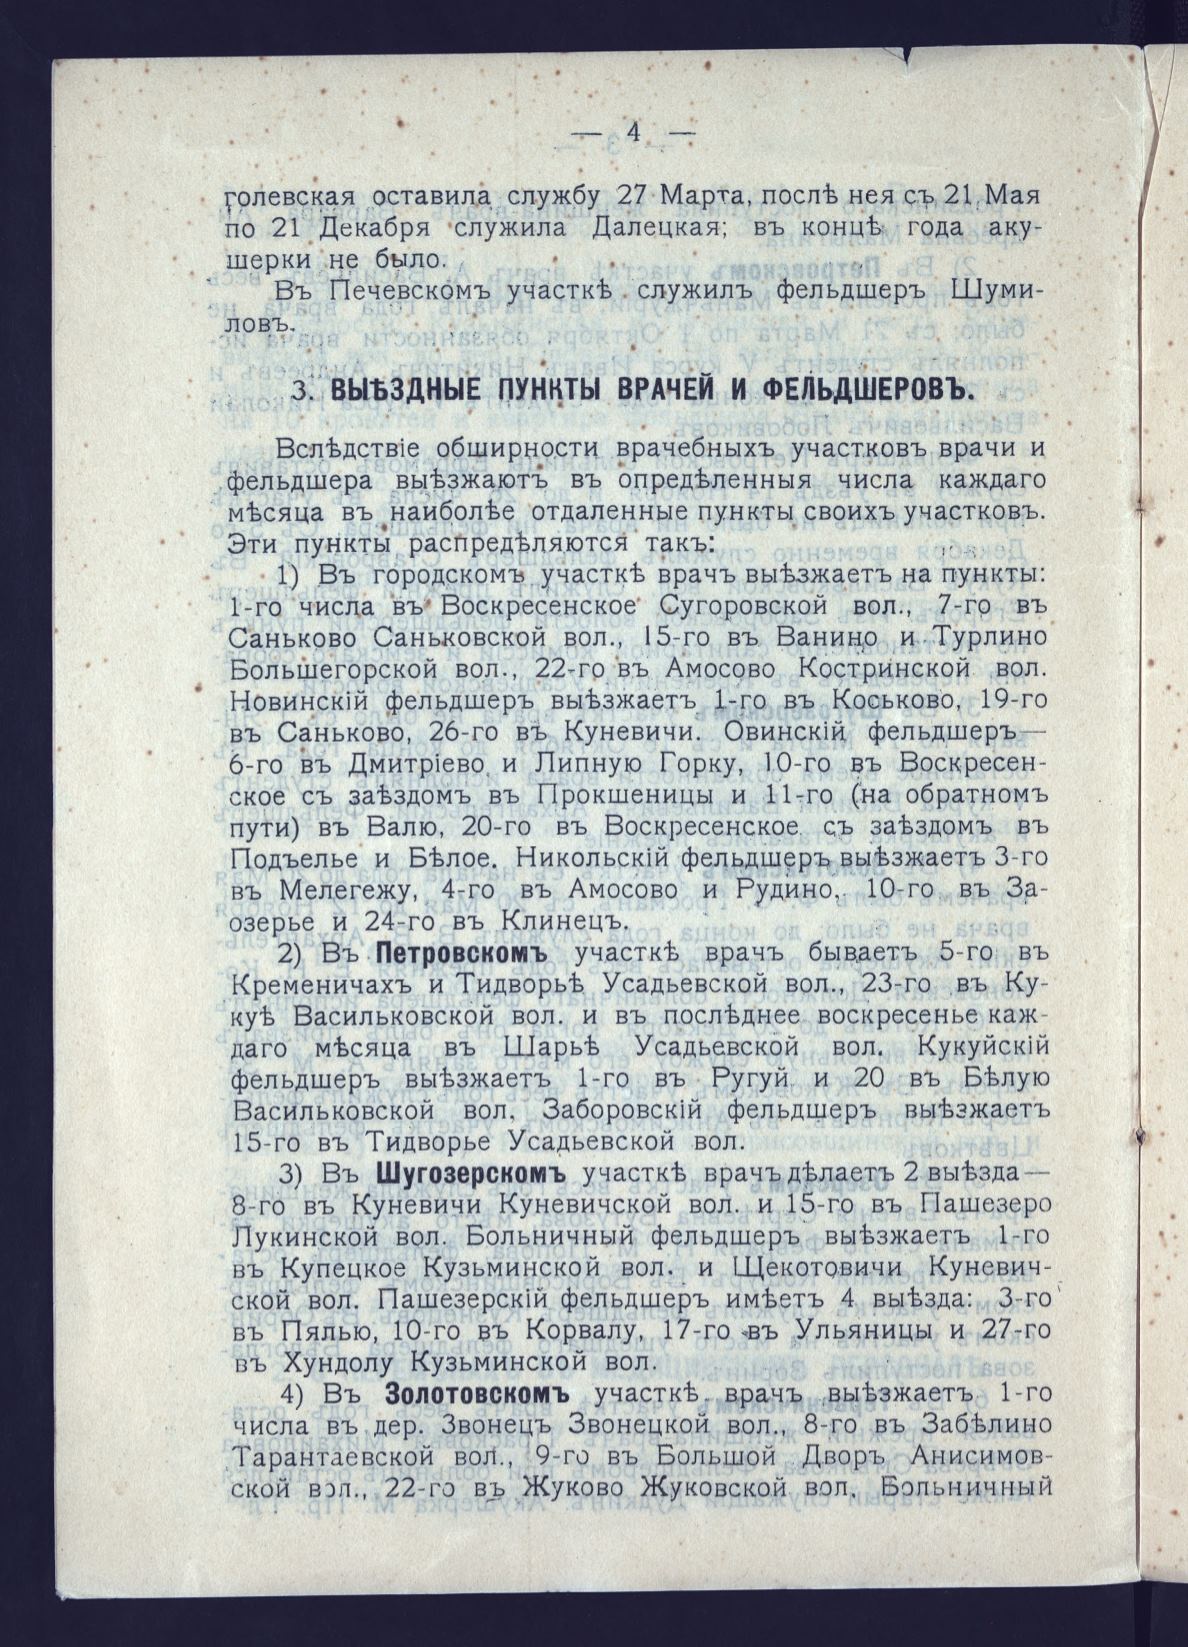 — 4 —
голевская оставила службу 27 Марта, послѣ нея съ 21 Мая
по 21 Декабря служила Далецкая; въ концѣ года аку-
шерки не было.
Въ Печевскомъ участкѣ служилъ фельдшеръ Шуми-
ловъ.
3. ВЫѢЗДНЫЕ ПУНКТЫ ВРАЧЕЙ И ФЕЛЬДШЕРОВЪ.
Вслѣдствіе обширности врачебныхъ участковъ врачи и
фельдшера выѣзжаютъ въ опредѣленныя числа каждаго
мѣсяца въ наиболѣе отдаленные пункты своихъ участковъ.
Эти пункты распредѣляются такъ:
1) Въ городскомъ участкѣ врачъ выѣзжаетъ на пункты:
1-го числа въ Воскресенское Сугоровской вол., 7-го въ
Саньково Саньковской вол., 15-го въ Ванино и Турлино
Большегорской вол., 22-го въ Амосово Костринской вол.
Новинскій фельдшеръ выѣзжаетъ 1-го въ Коськово, 19-го
въ Саньково, 26-го въ Куневичи. Овинскій фельдшеръ—
6-го въ Дмитріево и Липную Горку, 10-го въ Воскресен-
ское съ заѣздомъ въ Прокшеницы и 11-го (на обратномъ
пути) въ Валю, 20-го въ Воскресенское съ заѣздомъ въ
Подъелье и Бѣлое. Никольскій фельдшеръ выѣзжаетъ 3-го
въ Мелегежу, 4-го въ Амосово и Рудино, 10-го въ За-
озерье и 24-го въ Клинецъ.
2) Въ Петровскомъ участкѣ врачъ бываетъ 5-го въ
Кременичахъ и Тидворьѣ Усадьевской вол., 23-го въ Ку-
куѣ Васильковской вол. и въ послѣднее воскресенье каж-
даго мѣсяца въ Шарьѣ Усадьевской вол. Кукуйскій
фельдшеръ выѣзжаетъ 1-го въ Ругуй и 20 въ Бѣлую
Васильковской вол. Заборовскій фельдшеръ выѣзжаетъ
15-го въ Тидворье Усадьевской вол.
3) Въ Шугозерскомъ участкѣ врачъ дѣлаетъ 2 выѣзда—
8-го въ Куневичи Куневичской вол. и 15-го въ Пашезеро
Лукинской вол. Больничный фельдшеръ выѣзжаетъ 1-го
въ Купецкое Кузьминской вол. и Щекотовичи Куневич-
ской вол. Пашезерскій фельдшеръ имѣетъ 4 выѣзда: 3-го
въ Пялью, 10-го въ Корвалу, 17-го въ Ульяницы и 27-го
въ Хундолу Кузьминской вол.
4) Въ Золотовскомъ участкѣ врачъ выѣзжаетъ 1-го
числа въ дер. Звонецъ Звонецкой вол., 8-го въ Забѣлино
Тарантаевской вол., 9-го въ Большой Дворъ Анисимов-
ской вол., 22-го въ Жуково Жуковской вол. Больничный